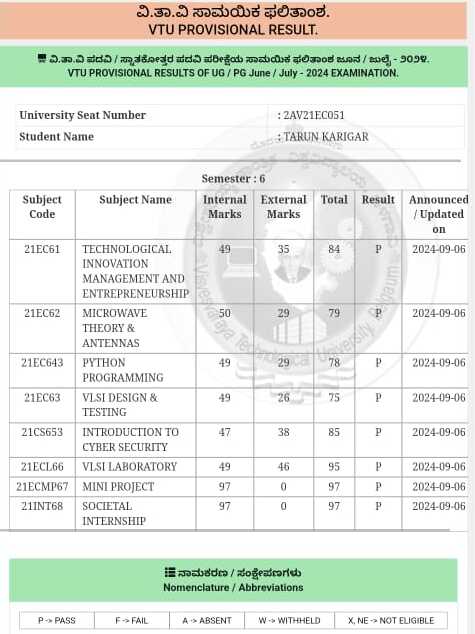 ವಿ.ತಾ.ವಿ ಸಾಮಯಿಕ ಫಲಿತಾಂಶ.
VTU PROVISIONAL RESULT.
ವಿ.ತಾ.ವಿ ಪದವಿ / ಸ್ನಾತಕೋತ್ತರ ಪದವಿ ಪರೀಕ್ಷೆಯ ಸಾಮಯಿಕ ಫಲಿತಾಂಶ ಜೂನ / ಜುಲೈ - ೨೦೨೪.
VTU PROVISIONAL RESULTS OF UG / PG June / July - 2024 EXAMINATION.
University Seat Number : 2AV21EC051
Student Name : TARUN KARIGAR
Semester : 6
Subject Code Subject Name Internal Marks External Marks Total Result Announced / Updated on
21EC61 TECHNOLOGICAL INNOVATION MANAGEMENT AND ENTREPRENEURSHIP 49 35 84 P 2024-09-06
21EC62 MICROWAVE THEORY & ANTENNAS 50 29 79 P 2024-09-06
21EC643 PYTHON PROGRAMMING 49 29 78 P 2024-09-06
21EC63 VLSI DESIGN & TESTING 49 26 75 P 2024-09-06
21CS653 INTRODUCTION TO CYBER SECURITY 47 38 85 P 2024-09-06
21ECL66 VLSI LABORATORY 49 46 95 P 2024-09-06
21ECMP67 MINI PROJECT 97 0 97 P 2024-09-06
21INT68 SOCIETAL INTERNSHIP 97 0 97 P 2024-09-06
ನಾಮಕರಣ / ಸಂಕ್ಷೇಪಣಗಳು
Nomenclature / Abbreviations
P -> PASS F -> FAIL A -> ABSENT W -> WITHHELD X, NE -> NOT ELIGIBLE